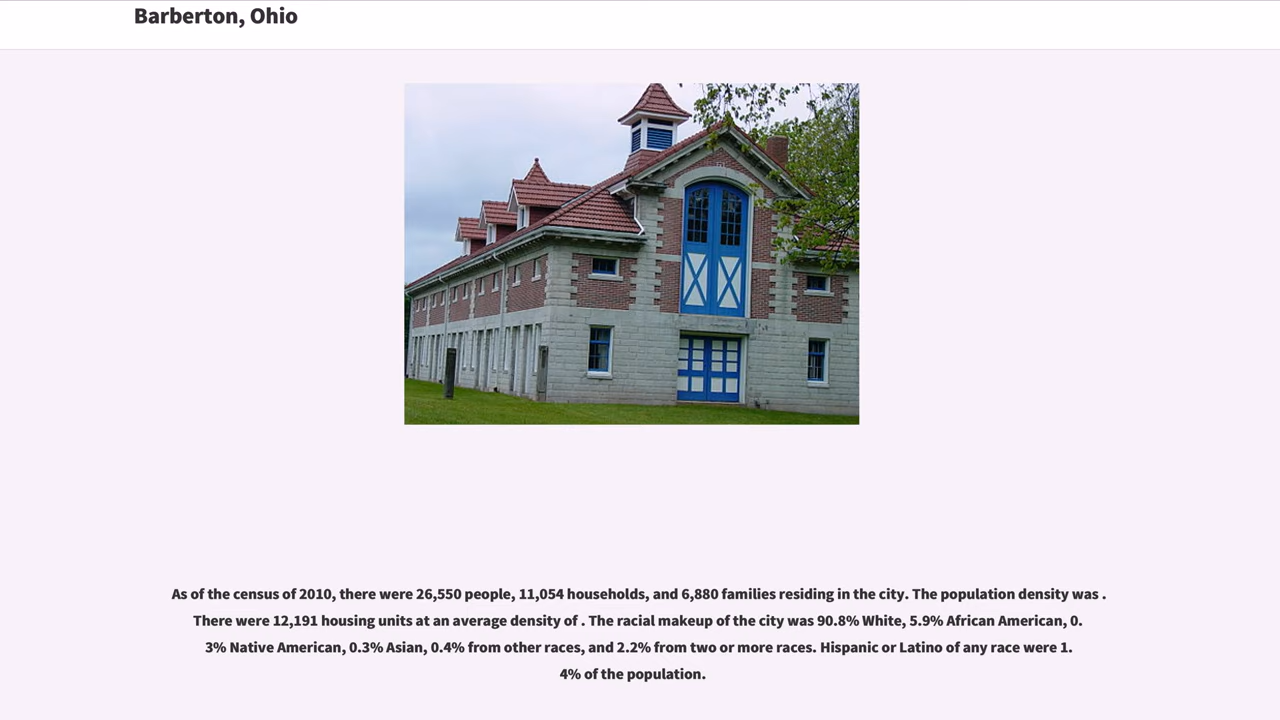 Barberton, Ohio
As of the census of 2010, there were 26,550 people, 11,054 households, and 6,880 families residing in the city. The population density was .
There were 12,191 housing units at an average density of . The racial makeup of the city was 90.8% White, 5.9% African American, 0.
3% Native American, 0.3% Asian, 0.4% from other races, and 2.2% from two or more races. Hispanic or Latino of any race were 1.
4% of the population.